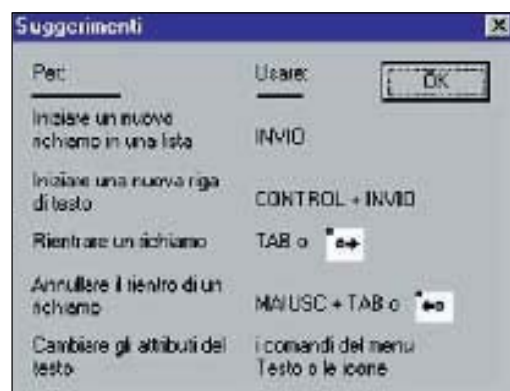 Suggerimenti
Per: Usare: OK
Iniziare un nuovo
richiamo in una lista INVIO
Iniziare una nuova riga
di testo CONTROL + INVIO
Rientrare un richiamo TAB o
Annullare il rientro di un
richiamo MAIUSC + TAB o
Cambiare gli attributi del i comandi del menu
testo Testo o le icone